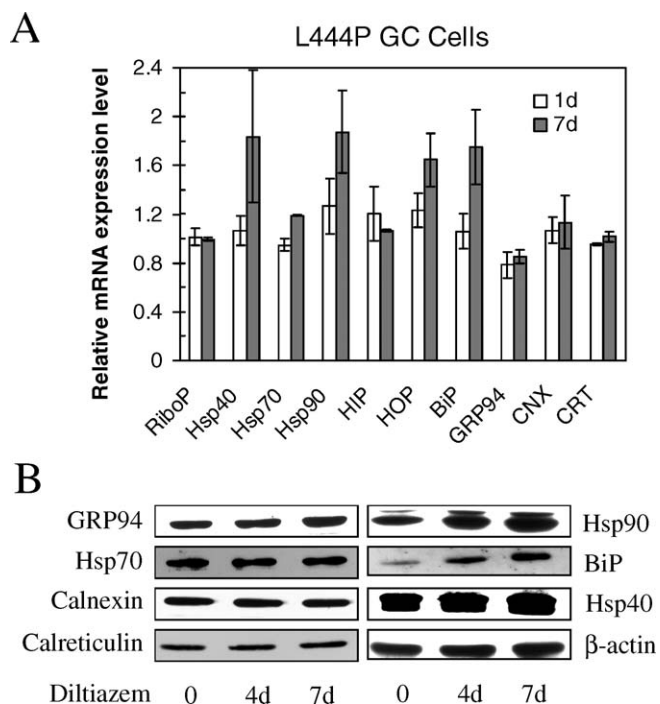 A
L444P GC Cells
Relative mRNA expression level
2.4
2
1.6
1.2
0.8
0.4
0
1d
7d
RiboP
Hsp40
Hsp70
Hsp90
HIP
HOP
BiP
GRP94
CNX
CRT
B
GRP94
Hsp70
Calnexin
Calreticulin
Hsp90
BiP
Hsp40
β-actin
Diltiazem 0 4d 7d 0 4d 7d